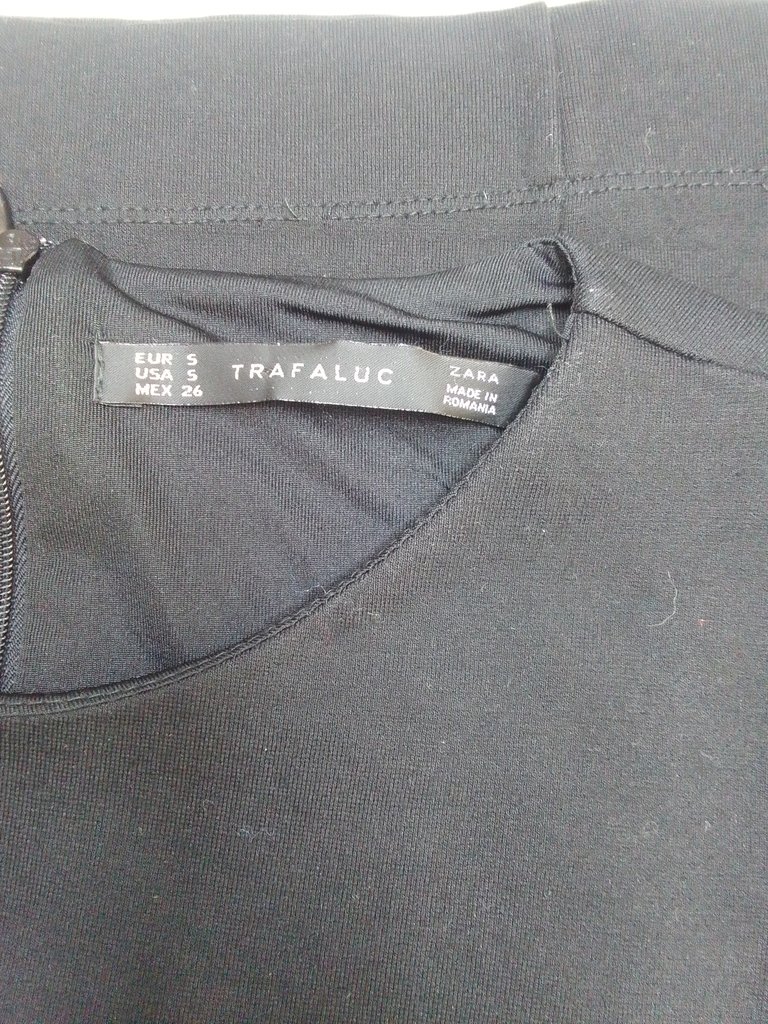 EUR S
USA S
MEX 26
TRAFALUC
ZARA
MADE IN
ROMANIA